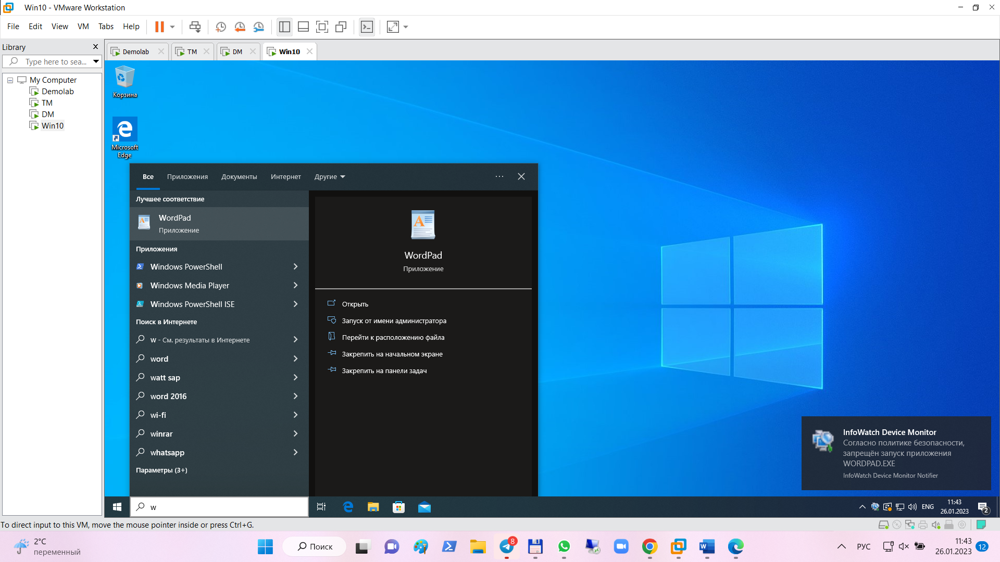 Win10 - VMware Workstation
File Edit View VM Tabs Help
Library
Type here to sea...
My Computer
Demolab
TM
DM
Win10
Demolab
TM
DM
Win10
Корзина
Microsoft
Edge
Все Приложения Документы Интернет Другие
Лучшее соответствие
WordPad
Приложение
Приложения
Windows PowerShell
Windows Media Player
Windows PowerShell ISE
Поиск в Интернете
w - См. результаты в Интернете
word
watt sap
word 2016
wi-fi
winrar
whatsapp
Параметры (3+)
WordPad
Приложение
Открыть
Запуск от имени администратора
Перейти к расположению файла
Закрепить на начальном экране
Закрепить на панели задач
InfoWatch Device Monitor
Согласно политике безопасности,
запрещён запуск приложения
WORDPAD.EXE
InfoWatch Device Monitor Notifier
w
ENG
11:43
26.01.2023
2
To direct input to this VM, move the mouse pointer inside or press Ctrl+G.
2°C
переменный
Поиск
8
РУС
11:43
26.01.2023
12